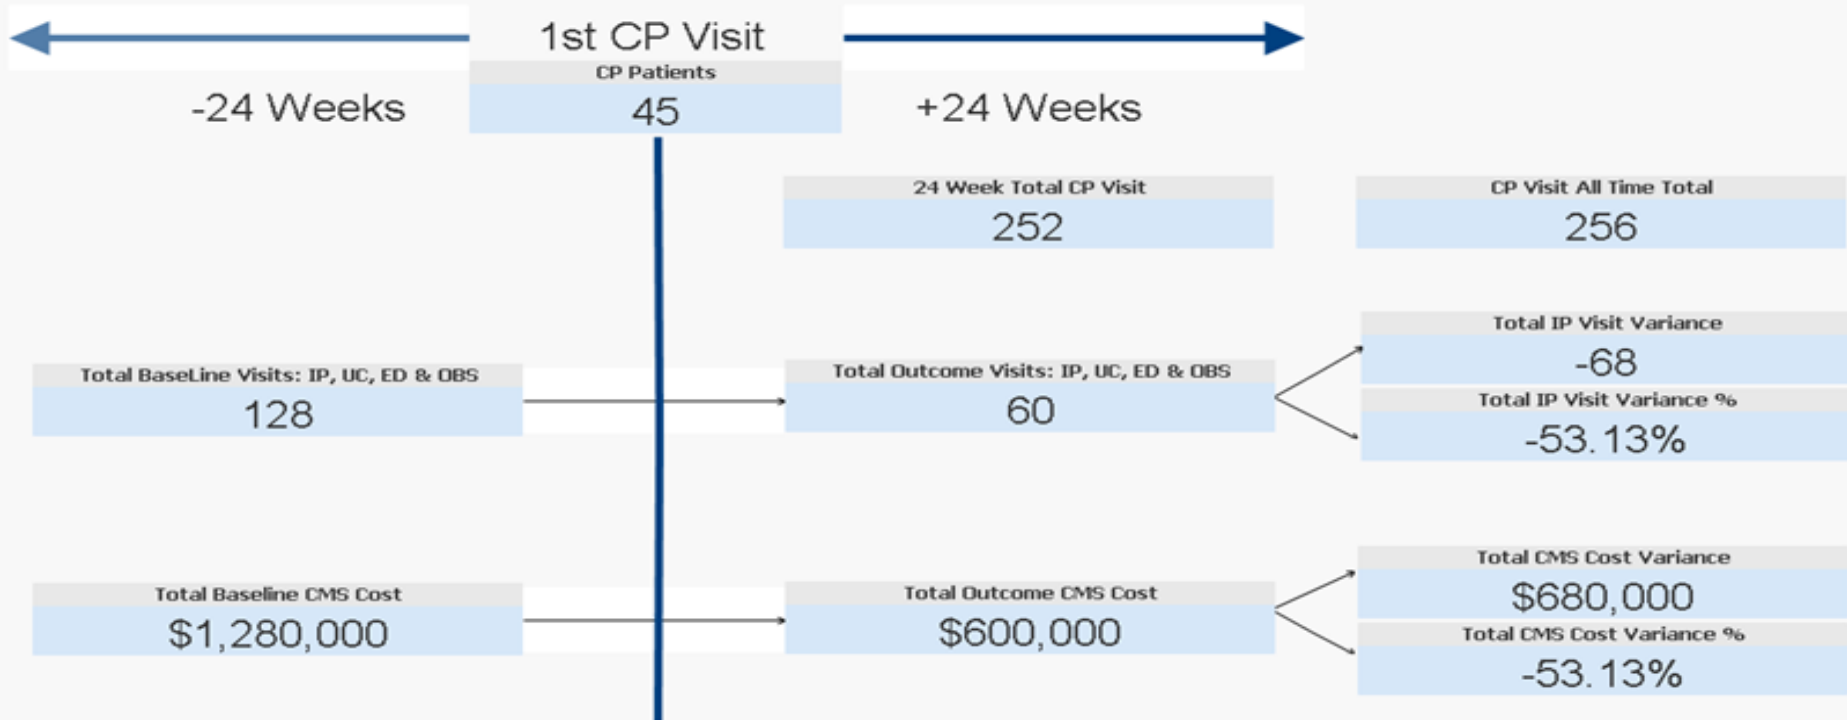 1st CP Visit
CP Patients
45
-24 Weeks
+24 Weeks
24 Week Total CP Visit
252
CP Visit All Time Total
256
Total BaseLine Visits: IP, UC, ED & OBS
128
Total Outcome Visits: IP, UC, ED & OBS
60
Total IP Visit Variance
-68
Total IP Visit Variance %
-53.13%
Total Baseline CMS Cost
$1,280,000
Total Outcome CMS Cost
$600,000
Total CMS Cost Variance
$680,000
Total CMS Cost Variance %
-53.13%